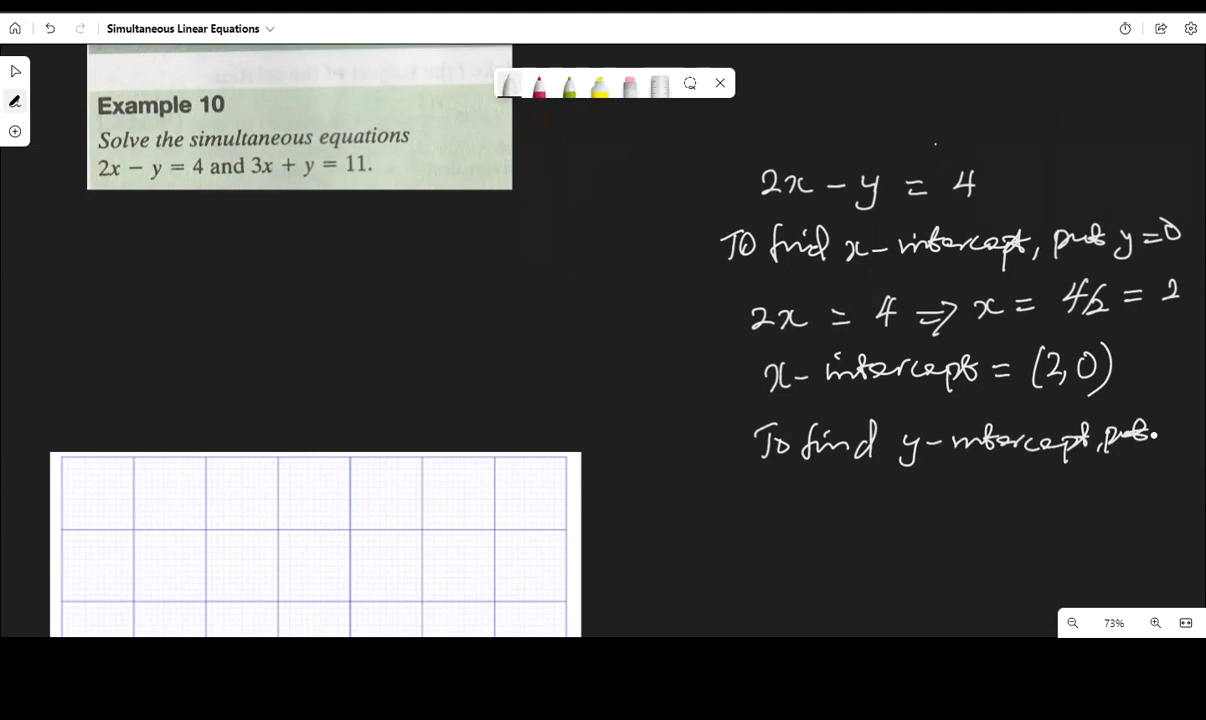 Simultaneous Linear Equations
Example 10
Solve the simultaneous equations
2x − y = 4 and 3x + y = 11.
2x − y = 4
To find x-intercept, put y=0
2x = 4 ⇒ x = 4/2 = 2
x-intercept = (2,0)
To find y-intercept, put
73%